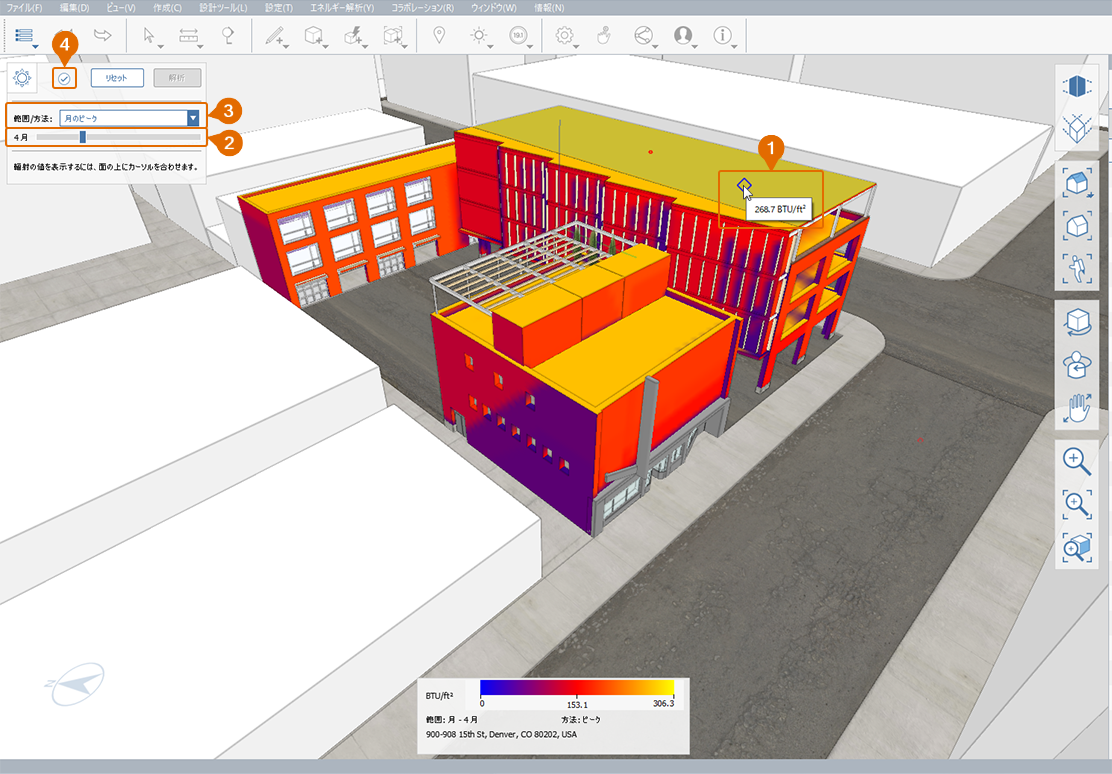 ファイル(F) 編集(D) ビュー(V) 作成(C) 設計ツール(L) 設定(T) エネルギー解析(Y) コラボレーション(R) ウィンドウ(W) 情報(N)
19.1
4
リセット 解析
範囲/方法: 月のピーク
3
4 月
2
輻射の値を表示するには、面の上にカーソルを合わせます。
1
268.7 BTU/ft²
N
BTU/ft²
0 153.1 306.3
範囲: 月 - 4 月 方法: ピーク
900-908 15th St, Denver, CO 80202, USA